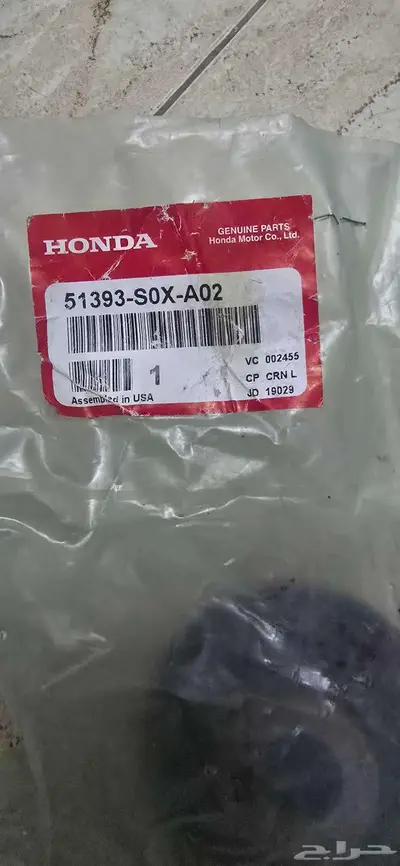 HONDA
GENUINE PARTS
Honda Motor Co., Ltd.
51393-S0X-A02
1
VC 002455
CP CRN L
JD 19029
Assembled in USA
حراج